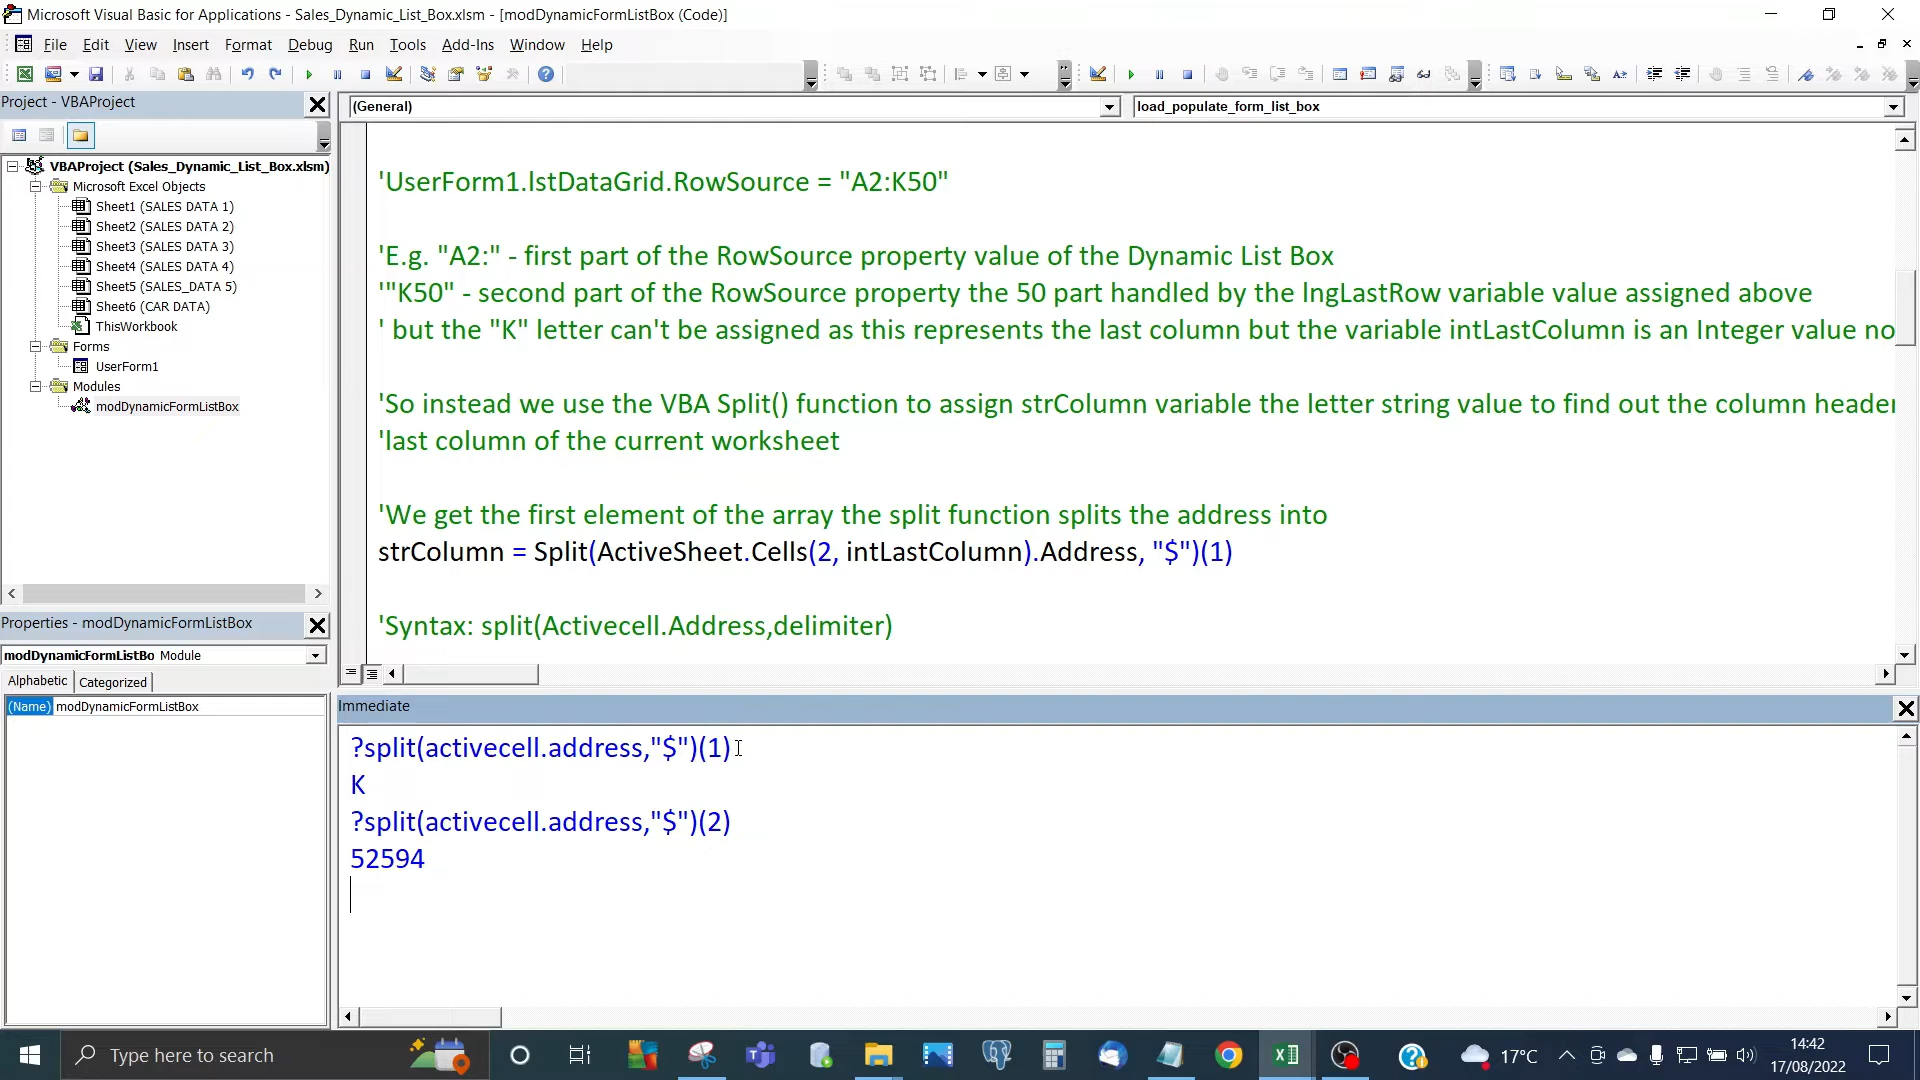 Microsoft Visual Basic for Applications - Sales_Dynamic_List_Box.xlsm - [modDynamicFormListBox (Code)]
File Edit View Insert Format Debug Run Tools Add-Ins Window Help
Project - VBAProject
(General) load_populate_form_list_box
VBAProject (Sales_Dynamic_List_Box.xlsm)
Microsoft Excel Objects
Sheet1 (SALES DATA 1)
Sheet2 (SALES DATA 2)
Sheet3 (SALES DATA 3)
Sheet4 (SALES DATA 4)
Sheet5 (SALES_DATA 5)
Sheet6 (CAR DATA)
ThisWorkbook
Forms
UserForm1
Modules
modDynamicFormListBox
'UserForm1.lstDataGrid.RowSource = "A2:K50"
'E.g. "A2:" - first part of the RowSource property value of the Dynamic List Box
'"K50" - second part of the RowSource property the 50 part handled by the lngLastRow variable value assigned above
' but the "K" letter can't be assigned as this represents the last column but the variable intLastColumn is an Integer value no
'So instead we use the VBA Split() function to assign strColumn variable the letter string value to find out the column header
'last column of the current worksheet
'We get the first element of the array the split function splits the address into
strColumn = Split(ActiveSheet.Cells(2, intLastColumn).Address, "$")(1)
'Syntax: split(Activecell.Address,delimiter)
Properties - modDynamicFormListBox
modDynamicFormListBo Module
Alphabetic Categorized
(Name) modDynamicFormListBox
Immediate
?split(activecell.address,"$")(1)
K
?split(activecell.address,"$")(2)
52594
Type here to search
17°C
14:42
17/08/2022